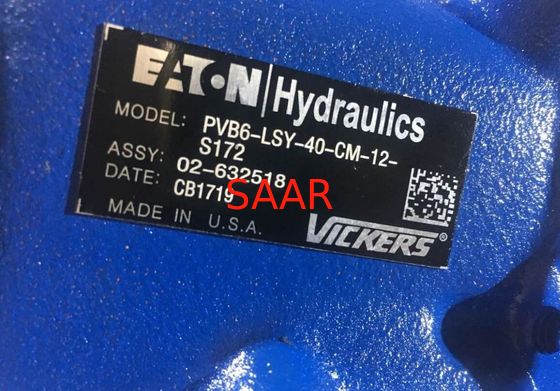 EATON Hydraulics
MODEL: PVB6-LSY-40-CM-12-
S172
ASSY: 02-632518
DATE: CB1719
SAAR
MADE IN U.S.A.
VICKERS